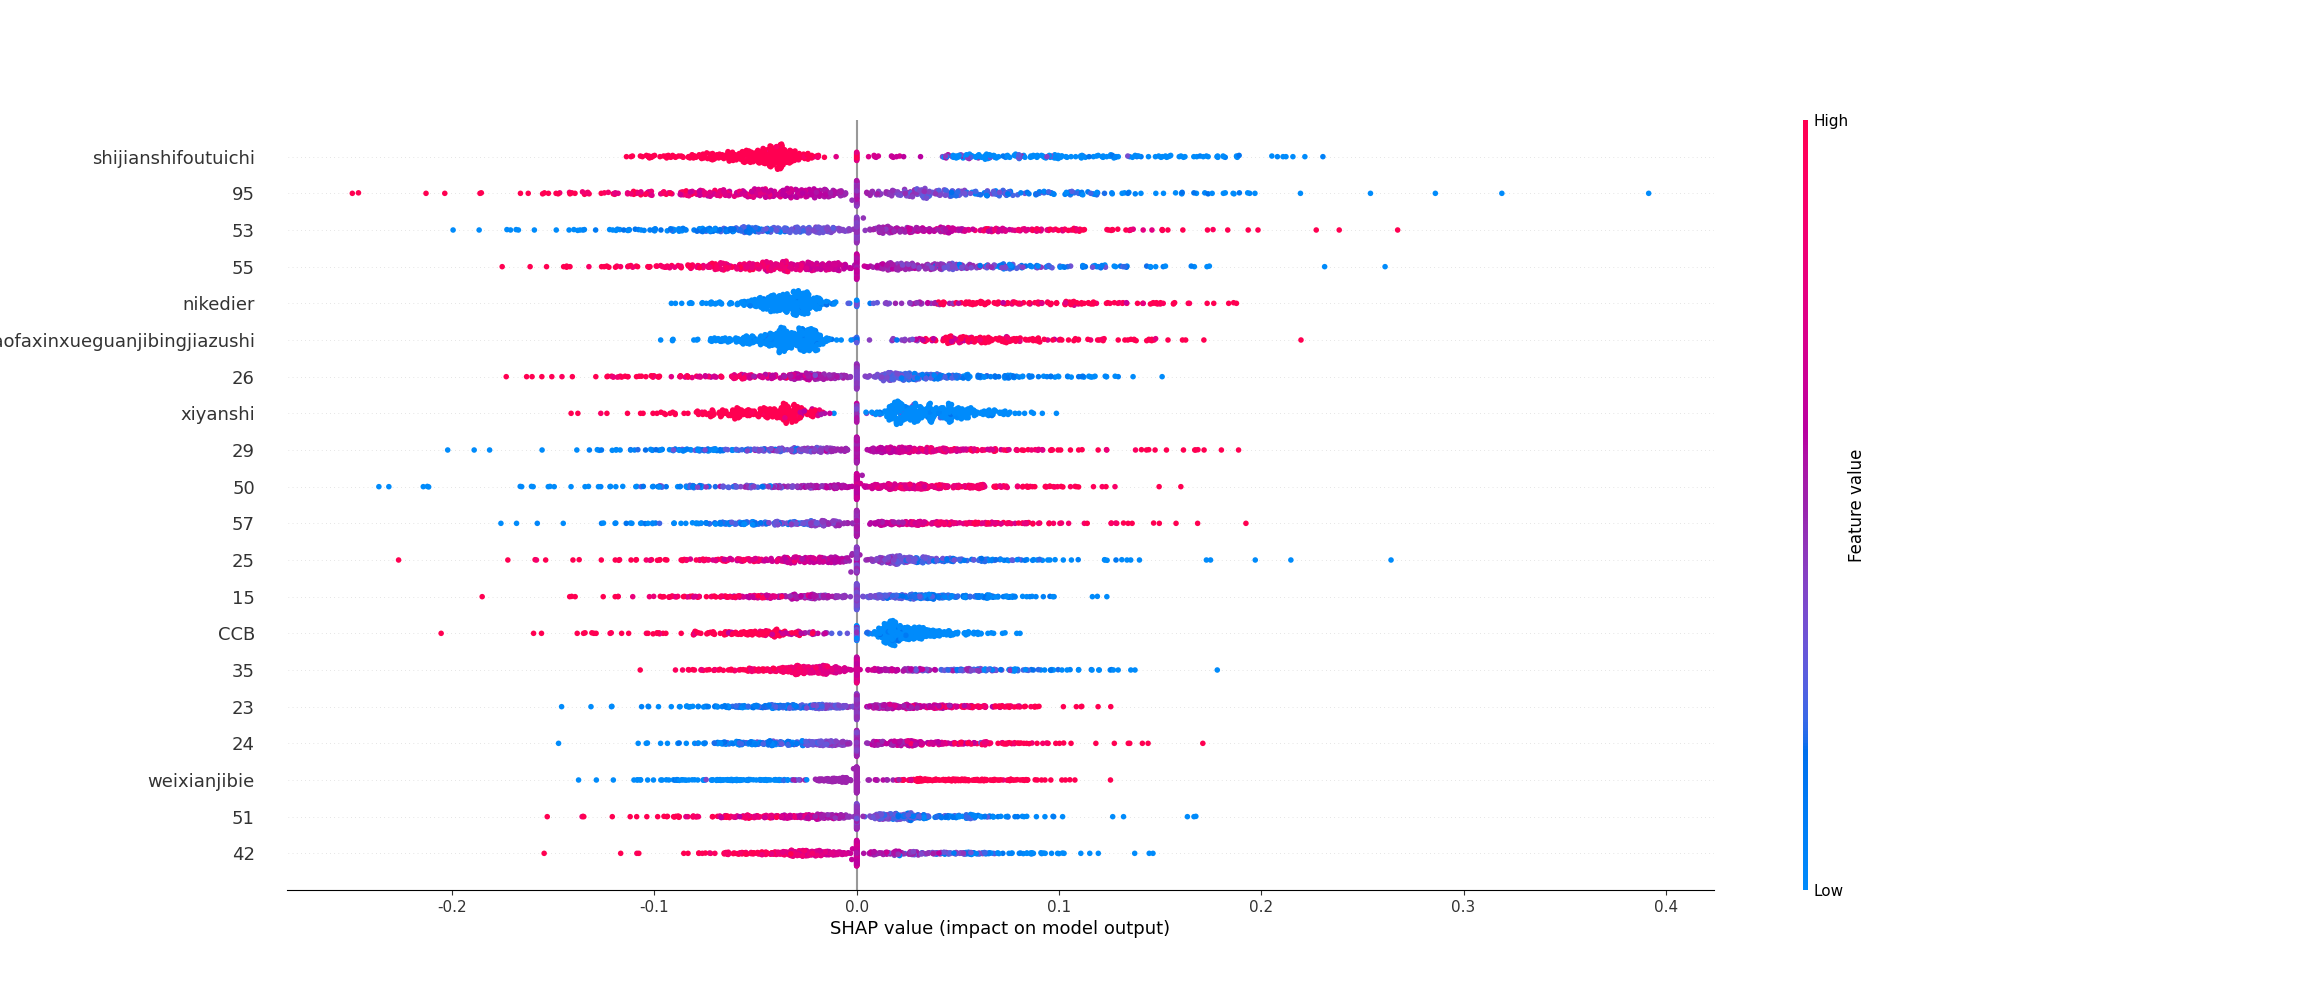 High
shijianshifoutuichi
95
53
55
nikedier
aofaxinxueguanjibingjiazushi
26
xiyanshi
29
50
57
25
15
CCB
35
23
24
weixianjibie
51
42
Feature value
Low
-0.2 -0.1 0.0 0.1 0.2 0.3 0.4
SHAP value (impact on model output)